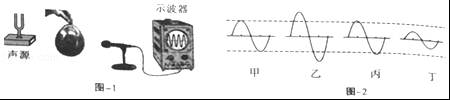 示波器
声源
图-1
甲 乙 丙 丁
图-2